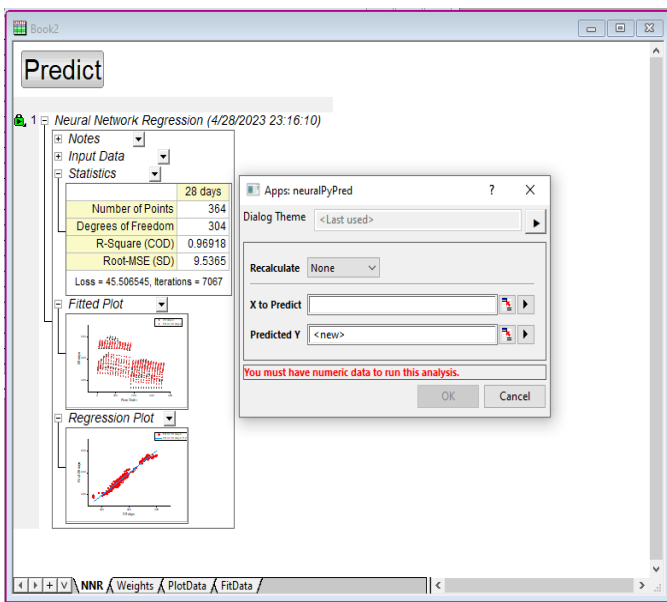 Book2
Predict
1 Neural Network Regression (4/28/2023 23:16:10)
Notes
Input Data
Statistics
28 days
Number of Points 364
Degrees of Freedom 304
R-Square (COD) 0.96918
Root-MSE (SD) 9.5365
Loss = 45.506545, Iterations = 7067
Fitted Plot
Regression Plot
Apps: neuralPyPred
Dialog Theme <Last used>
Recalculate None
X to Predict
Predicted Y <new>
You must have numeric data to run this analysis.
OK Cancel
NNR Weights PlotData FitData